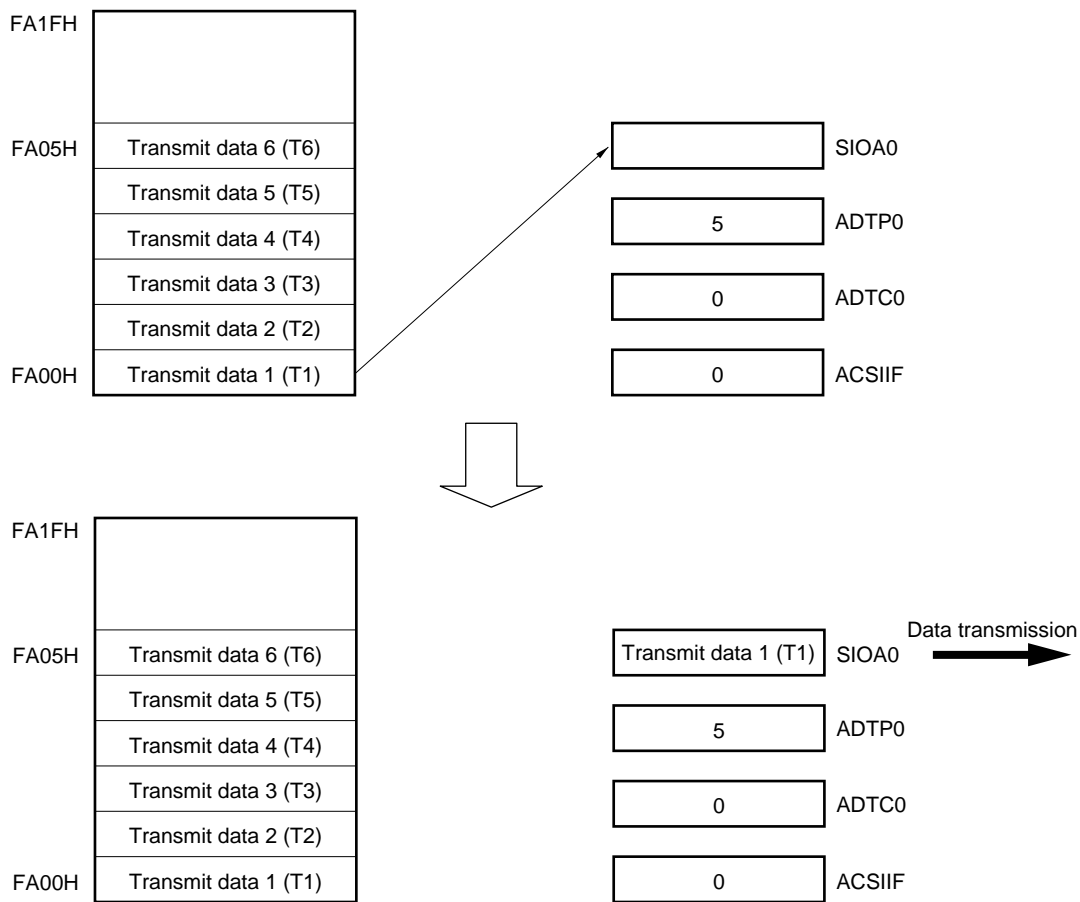 FA1FH
FA05H Transmit data 6 (T6) SIOA0
Transmit data 5 (T5)
5 ADTP0
Transmit data 4 (T4)
Transmit data 3 (T3)
0 ADTC0
Transmit data 2 (T2)
FA00H Transmit data 1 (T1) 0 ACSIIF
FA1FH
Data transmission
FA05H Transmit data 6 (T6) Transmit data 1 (T1) SIOA0
Transmit data 5 (T5)
5 ADTP0
Transmit data 4 (T4)
Transmit data 3 (T3)
0 ADTC0
Transmit data 2 (T2)
FA00H Transmit data 1 (T1) 0 ACSIIF